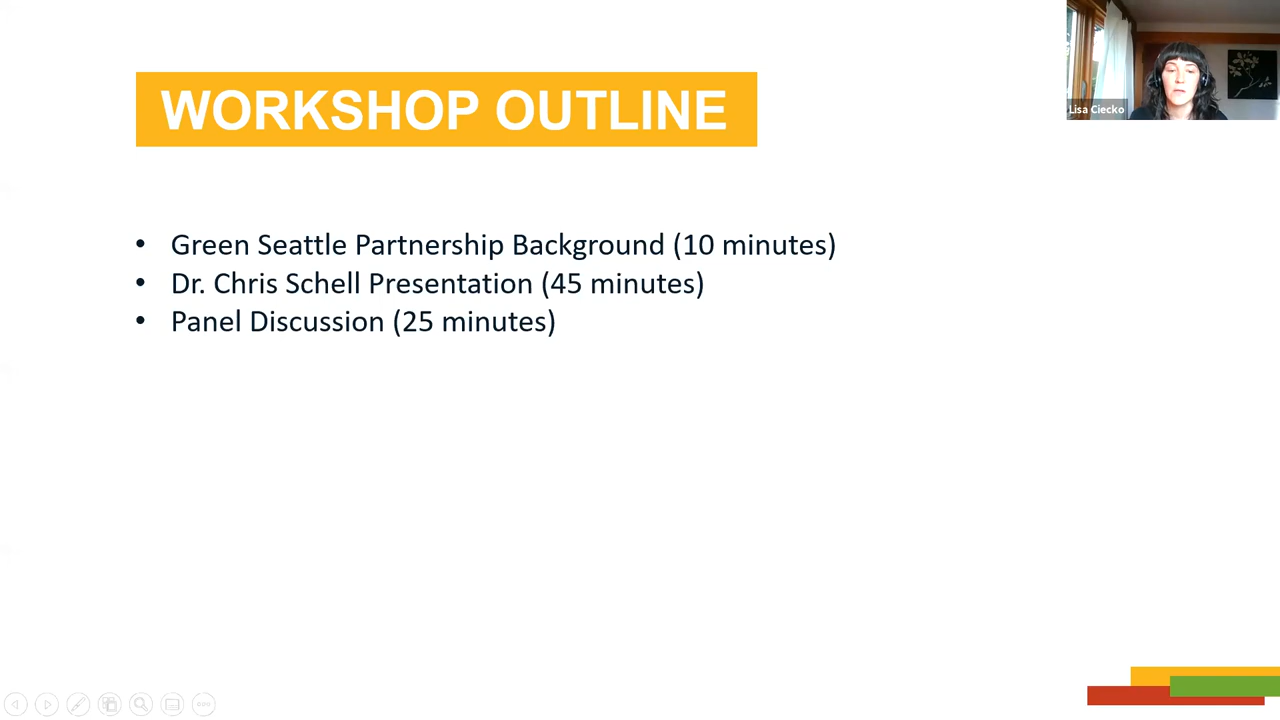 WORKSHOP OUTLINE
Lisa Ciecko
• Green Seattle Partnership Background (10 minutes)
• Dr. Chris Schell Presentation (45 minutes)
• Panel Discussion (25 minutes)